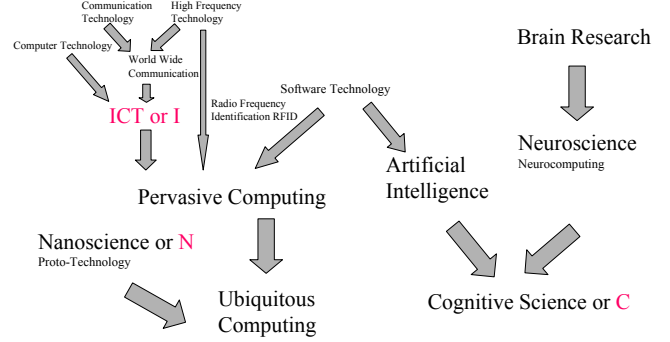 Communication
Technology
High Frequency
Technology
Computer Technology
World Wide
Communication
Brain Research
Software Technology
Radio Frequency
Identification RFID
ICT or I
Neuroscience
Neurocomputing
Artificial
Intelligence
Pervasive Computing
Nanoscience or N
Proto-Technology
Ubiquitous
Computing
Cognitive Science or C